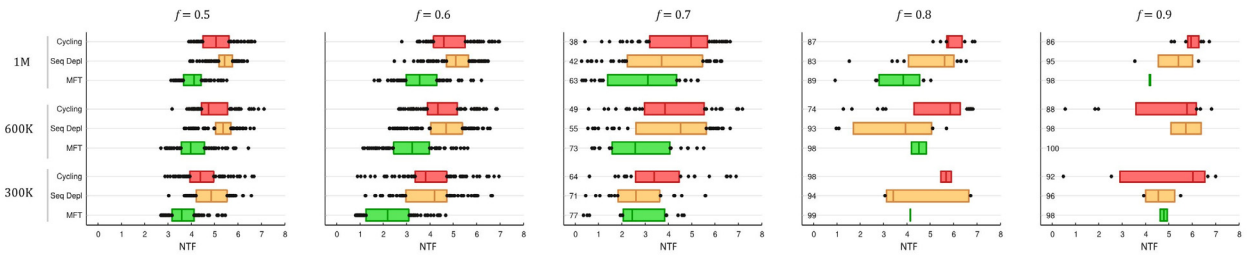 f = 0.5 f = 0.6 f = 0.7 f = 0.8 f = 0.9
1M
Cycling 38 87 86
Seq Depl 42 83 95
MFT 63 89 98
600K
Cycling 49 74 88
Seq Depl 55 93 98
MFT 73 98 100
300K
Cycling 64 98 92
Seq Depl 71 94 96
MFT 77 99 98
0 1 2 3 4 5 6 7 8 0 1 2 3 4 5 6 7 8 0 1 2 3 4 5 6 7 8 0 1 2 3 4 5 6 7 8 0 1 2 3 4 5 6 7 8
NTF NTF NTF NTF NTF